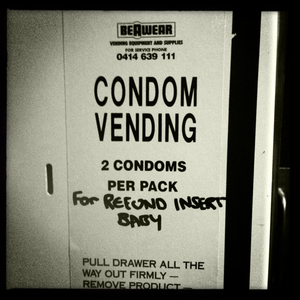 BEAWEAR
VENDING EQUIPMENT AND SUPPLIES
FOR SERVICE PHONE
0414 639 111
CONDOM
VENDING
2 CONDOMS
PER PACK
FOR REFUND INSERT
BABY
PULL DRAWER ALL THE
WAY OUT FIRMLY —
REMOVE PRODUCT —